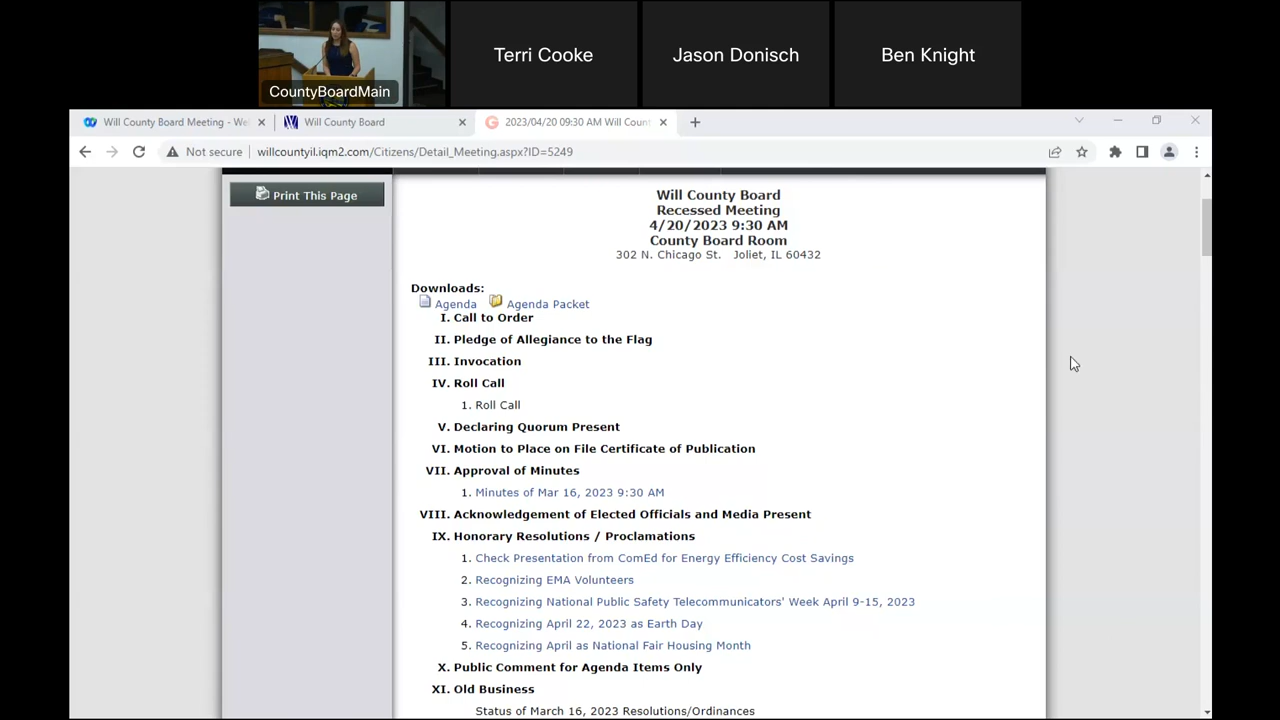 CountyBoardMain
Terri Cooke
Jason Donisch
Ben Knight
Will County Board Meeting - We
Will County Board
2023/04/20 09:30 AM Will Coun
Not secure
willcountyil.iqm2.com/Citizens/Detail_Meeting.aspx?ID=5249
Print This Page
Will County Board
Recessed Meeting
4/20/2023 9:30 AM
County Board Room
302 N. Chicago St. Joliet, IL 60432
Downloads:
Agenda Agenda Packet
I. Call to Order
II. Pledge of Allegiance to the Flag
III. Invocation
IV. Roll Call
1. Roll Call
V. Declaring Quorum Present
VI. Motion to Place on File Certificate of Publication
VII. Approval of Minutes
1. Minutes of Mar 16, 2023 9:30 AM
VIII. Acknowledgement of Elected Officials and Media Present
IX. Honorary Resolutions / Proclamations
1. Check Presentation from ComEd for Energy Efficiency Cost Savings
2. Recognizing EMA Volunteers
3. Recognizing National Public Safety Telecommunicators' Week April 9-15, 2023
4. Recognizing April 22, 2023 as Earth Day
5. Recognizing April as National Fair Housing Month
X. Public Comment for Agenda Items Only
XI. Old Business
Status of March 16, 2023 Resolutions/Ordinances